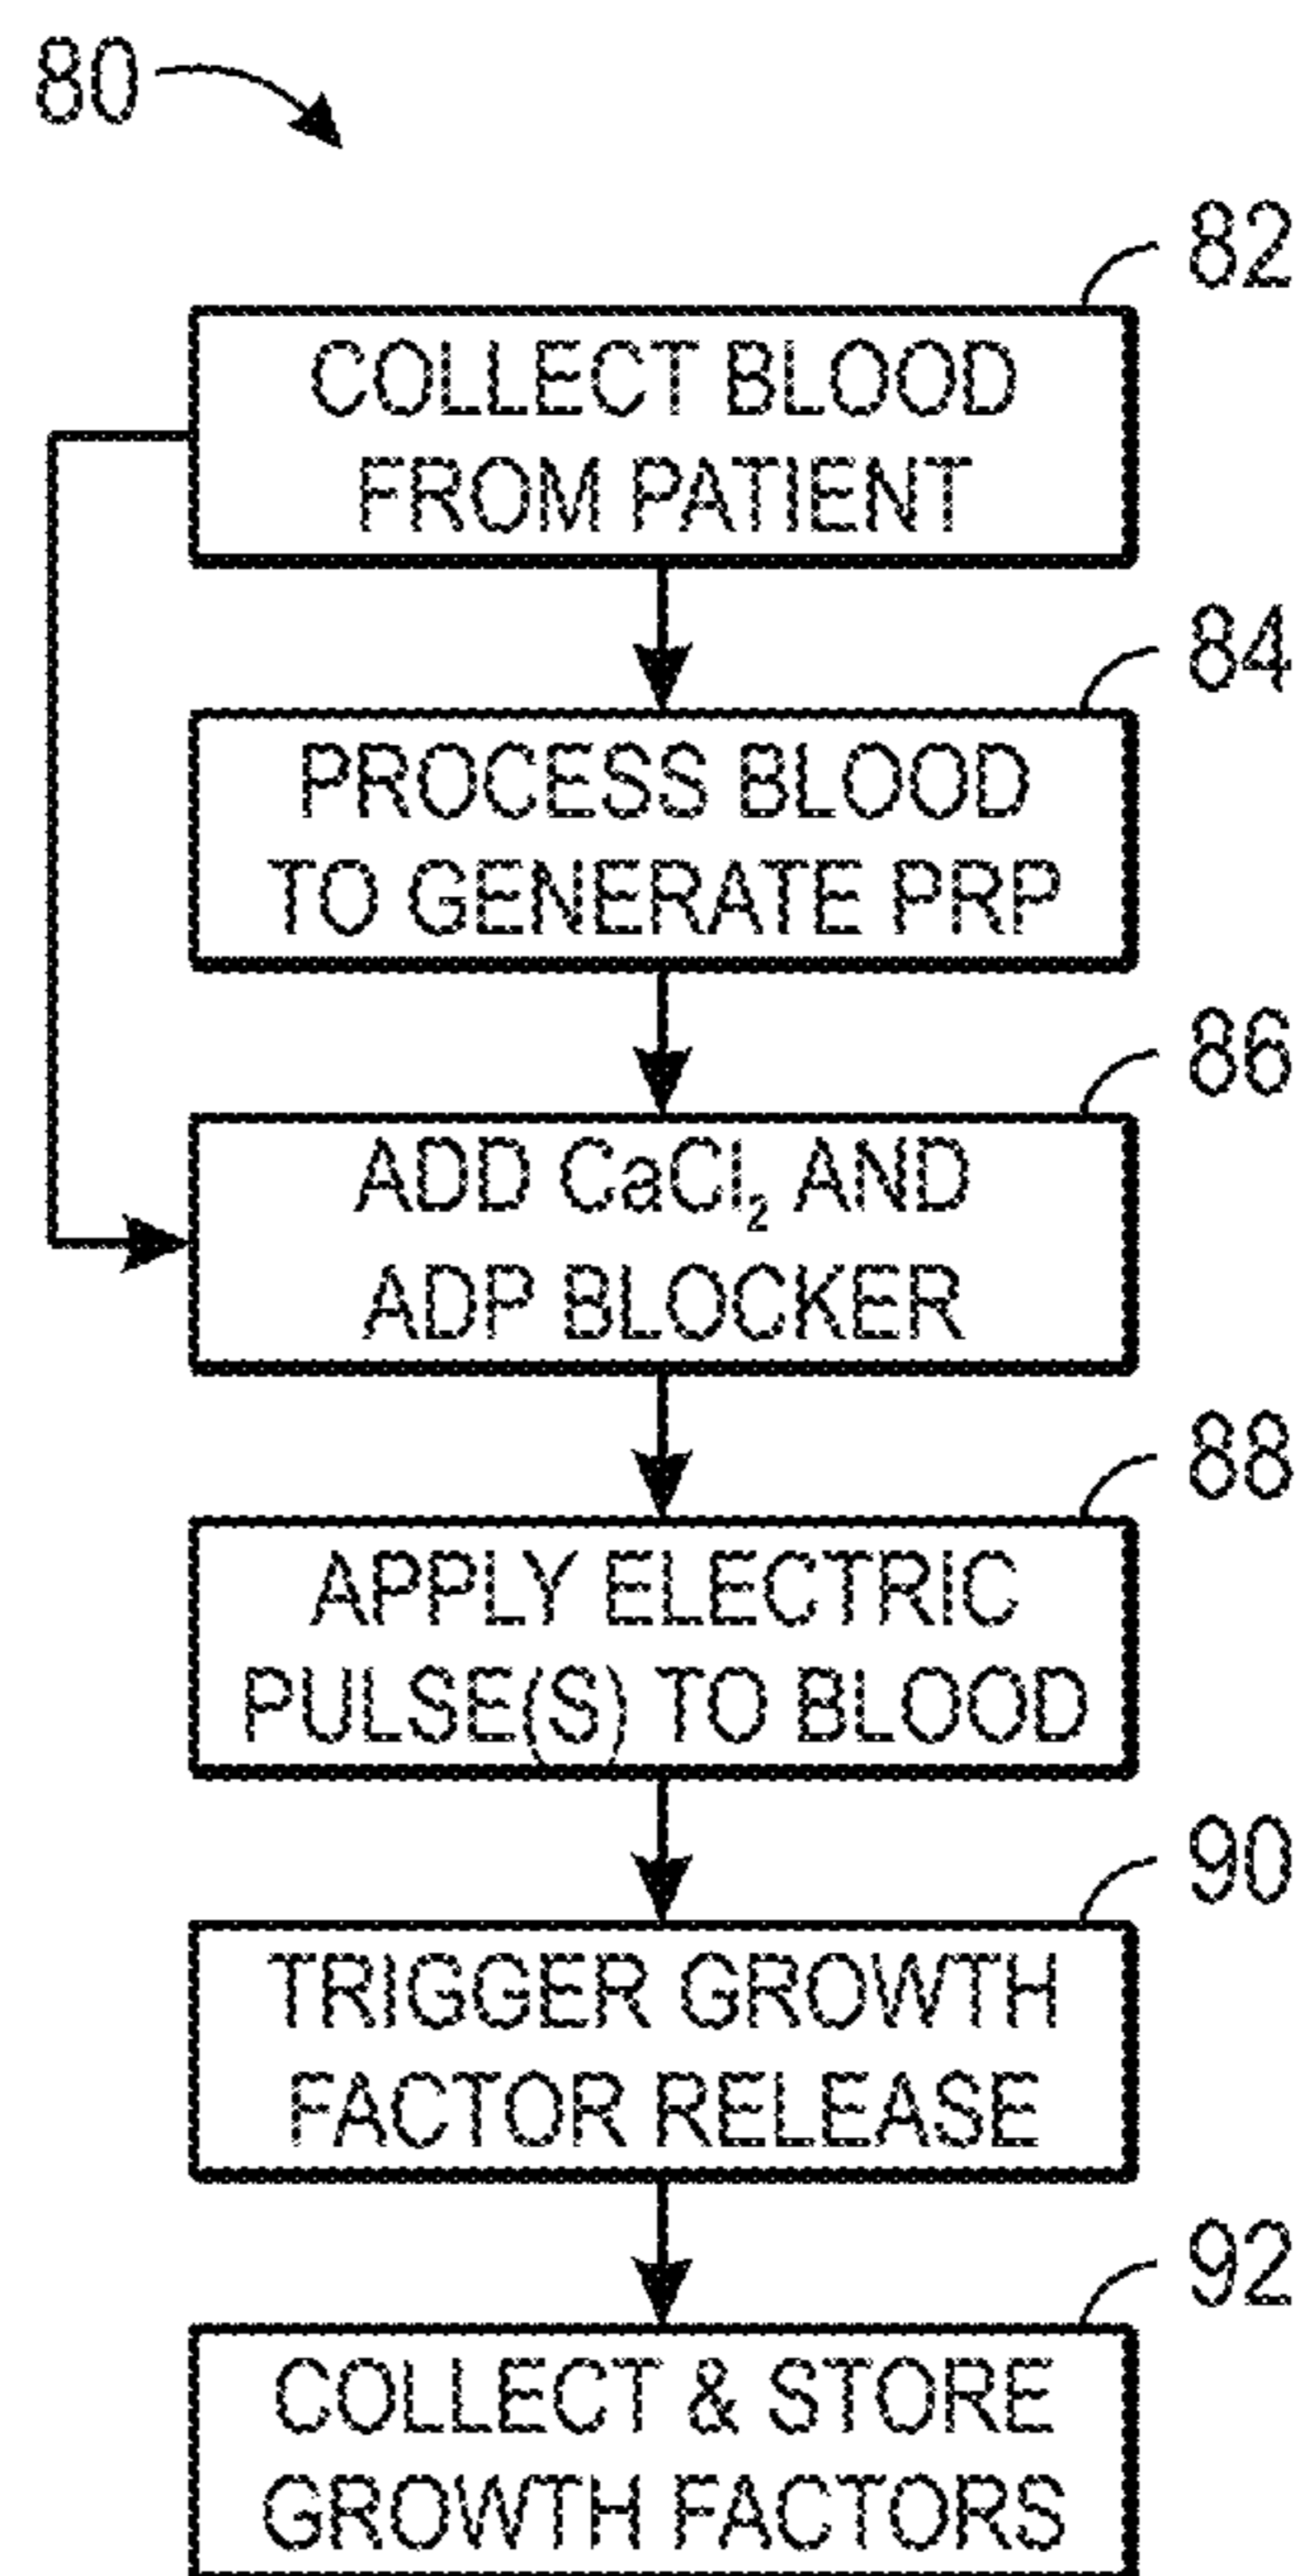 80
82
COLLECT BLOOD
FROM PATIENT
84
PROCESS BLOOD
TO GENERATE PRP
86
ADD CaCl₂ AND
ADP BLOCKER
88
APPLY ELECTRIC
PULSE(S) TO BLOOD
90
TRIGGER GROWTH
FACTOR RELEASE
92
COLLECT & STORE
GROWTH FACTORS